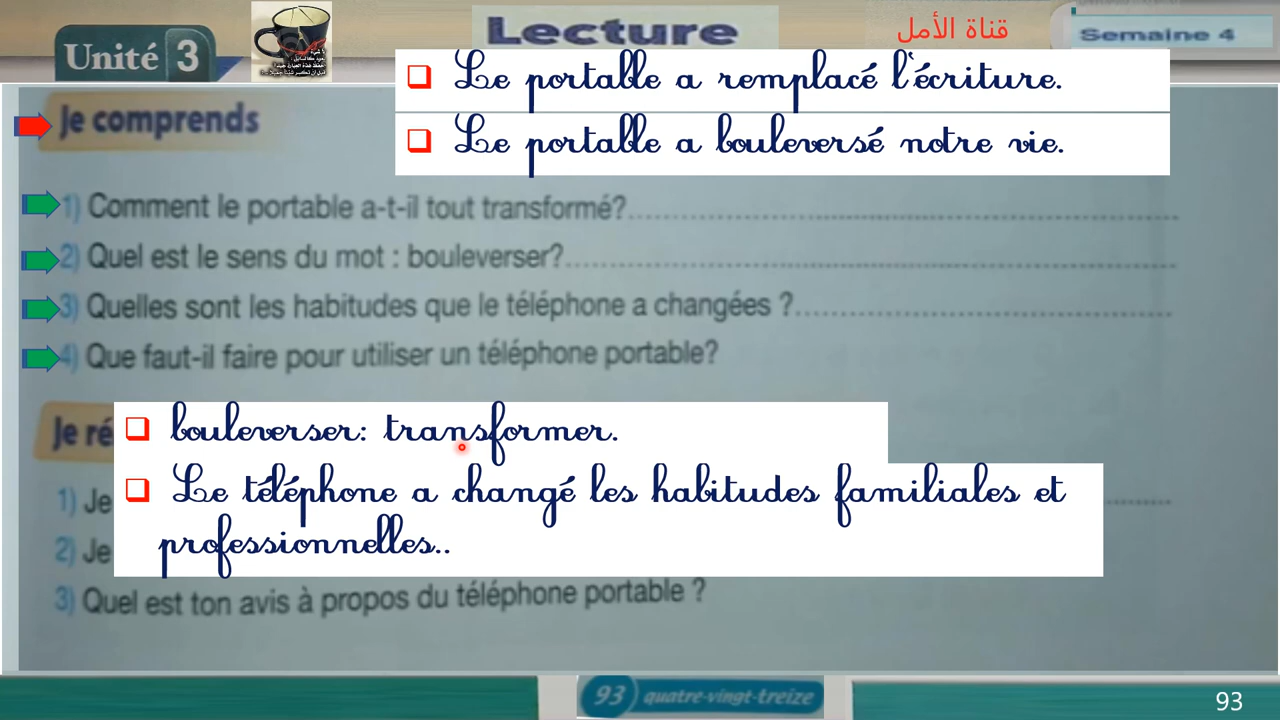 Unité 3
Lecture
قناة الأمل
Semaine 4
Le portable a remplacé l'écriture.
Je comprends
Le portable a bouleversé notre vie.
1) Comment le portable a-t-il tout transformé?
2) Quel est le sens du mot : bouleverser?
3) Quelles sont les habitudes que le téléphone a changées ?
4) Que faut-il faire pour utiliser un téléphone portable?
bouleverser: transformer.
Je ré
Le téléphone a changé les habitudes familiales et
professionnelles..
1) Je
2) Je
3) Quel est ton avis à propos du téléphone portable ?
93 quatre-vingt-treize
93